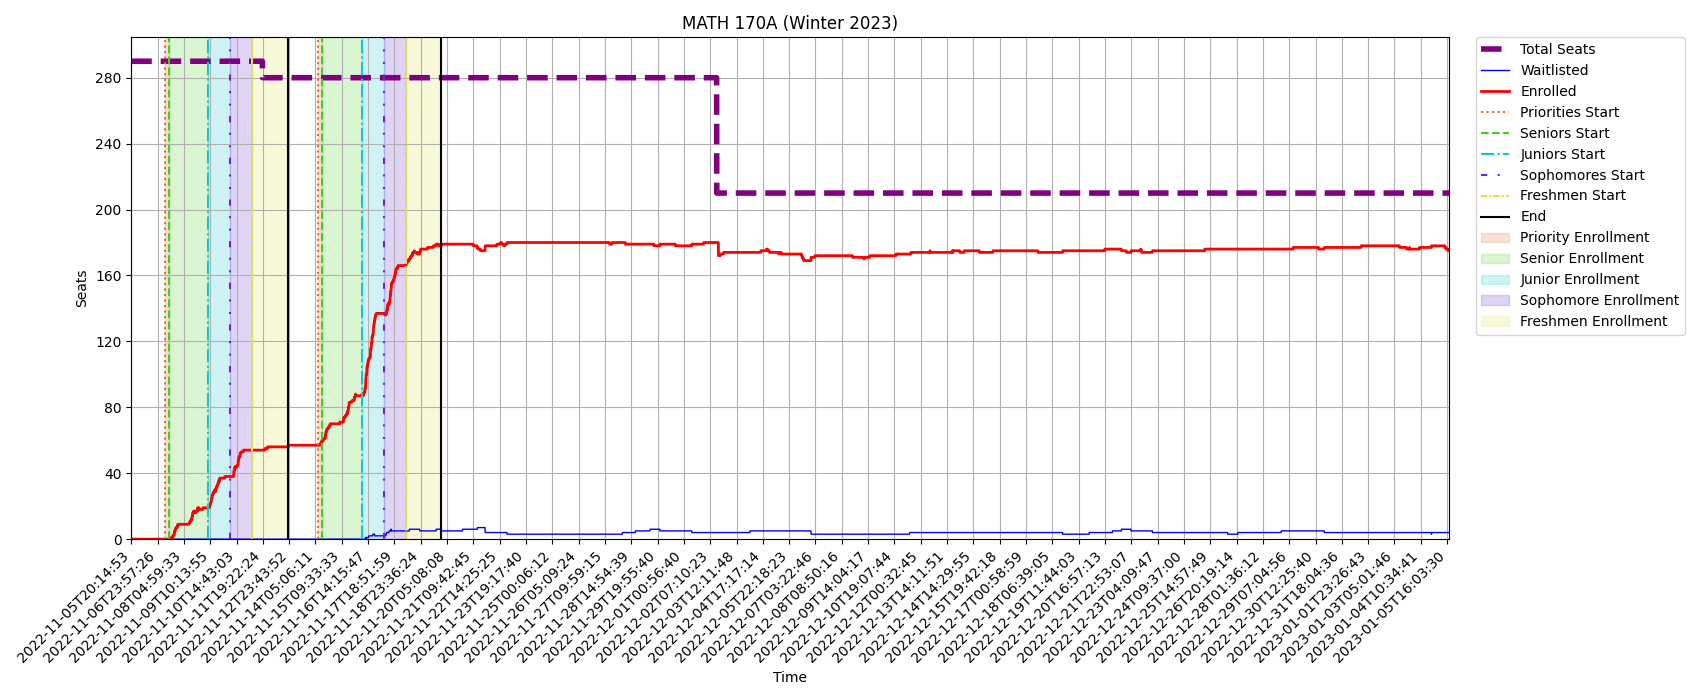 MATH 170A (Winter 2023)
Seats
280
240
200
160
120
80
40
0
2022-11-05T20:14:53
2022-11-06T23:57:26
2022-11-08T04:59:33
2022-11-09T10:13:55
2022-11-10T14:43:03
2022-11-11T19:22:24
2022-11-12T23:43:52
2022-11-14T05:06:11
2022-11-15T09:33:33
2022-11-16T14:15:47
2022-11-17T18:51:59
2022-11-18T23:36:24
2022-11-20T05:08:08
2022-11-21T09:42:45
2022-11-22T14:25:25
2022-11-23T19:17:40
2022-11-25T00:06:12
2022-11-26T05:09:24
2022-11-27T09:59:15
2022-11-28T14:54:39
2022-11-29T19:55:40
2022-12-01T00:56:40
2022-12-02T07:10:23
2022-12-03T12:11:48
2022-12-04T17:17:14
2022-12-05T22:18:23
2022-12-07T03:22:46
2022-12-08T08:50:16
2022-12-09T14:04:17
2022-12-10T19:07:44
2022-12-12T00:32:45
2022-12-13T14:11:51
2022-12-14T14:29:55
2022-12-15T19:42:18
2022-12-17T00:58:59
2022-12-18T06:39:05
2022-12-19T11:44:03
2022-12-20T16:57:13
2022-12-21T22:53:07
2022-12-23T04:09:47
2022-12-24T09:37:00
2022-12-25T14:57:49
2022-12-26T20:19:14
2022-12-28T01:36:12
2022-12-29T07:04:56
2022-12-30T12:25:40
2022-12-31T18:04:36
2023-01-01T23:26:43
2023-01-03T05:01:46
2023-01-04T10:34:41
2023-01-05T16:03:30
Time
Total Seats
Waitlisted
Enrolled
Priorities Start
Seniors Start
Juniors Start
Sophomores Start
Freshmen Start
End
Priority Enrollment
Senior Enrollment
Junior Enrollment
Sophomore Enrollment
Freshmen Enrollment